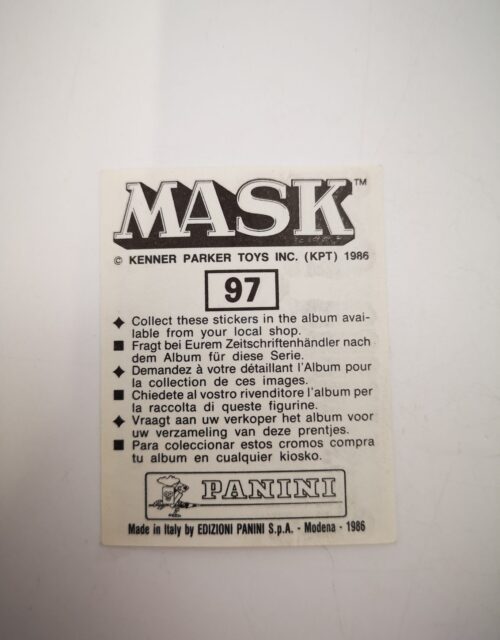 MASK™
© KENNER PARKER TOYS INC. (KPT) 1986
97
✦ Collect these stickers in the album avai-
lable from your local shop.
■ Fragt bei Eurem Zeitschriftenhändler nach
dem Album für diese Serie.
✦ Demandez à votre détaillant l'Album pour
la collection de ces images.
■ Chiedete al vostro rivenditore l'album per
la raccolta di queste figurine.
✦ Vraagt aan uw verkoper het album voor
uw verzameling van deze prentjes.
■ Para coleccionar estos cromos compra
tu album en cualquier kiosko.
PANINI
Made in Italy by EDIZIONI PANINI S.p.A. - Modena - 1986